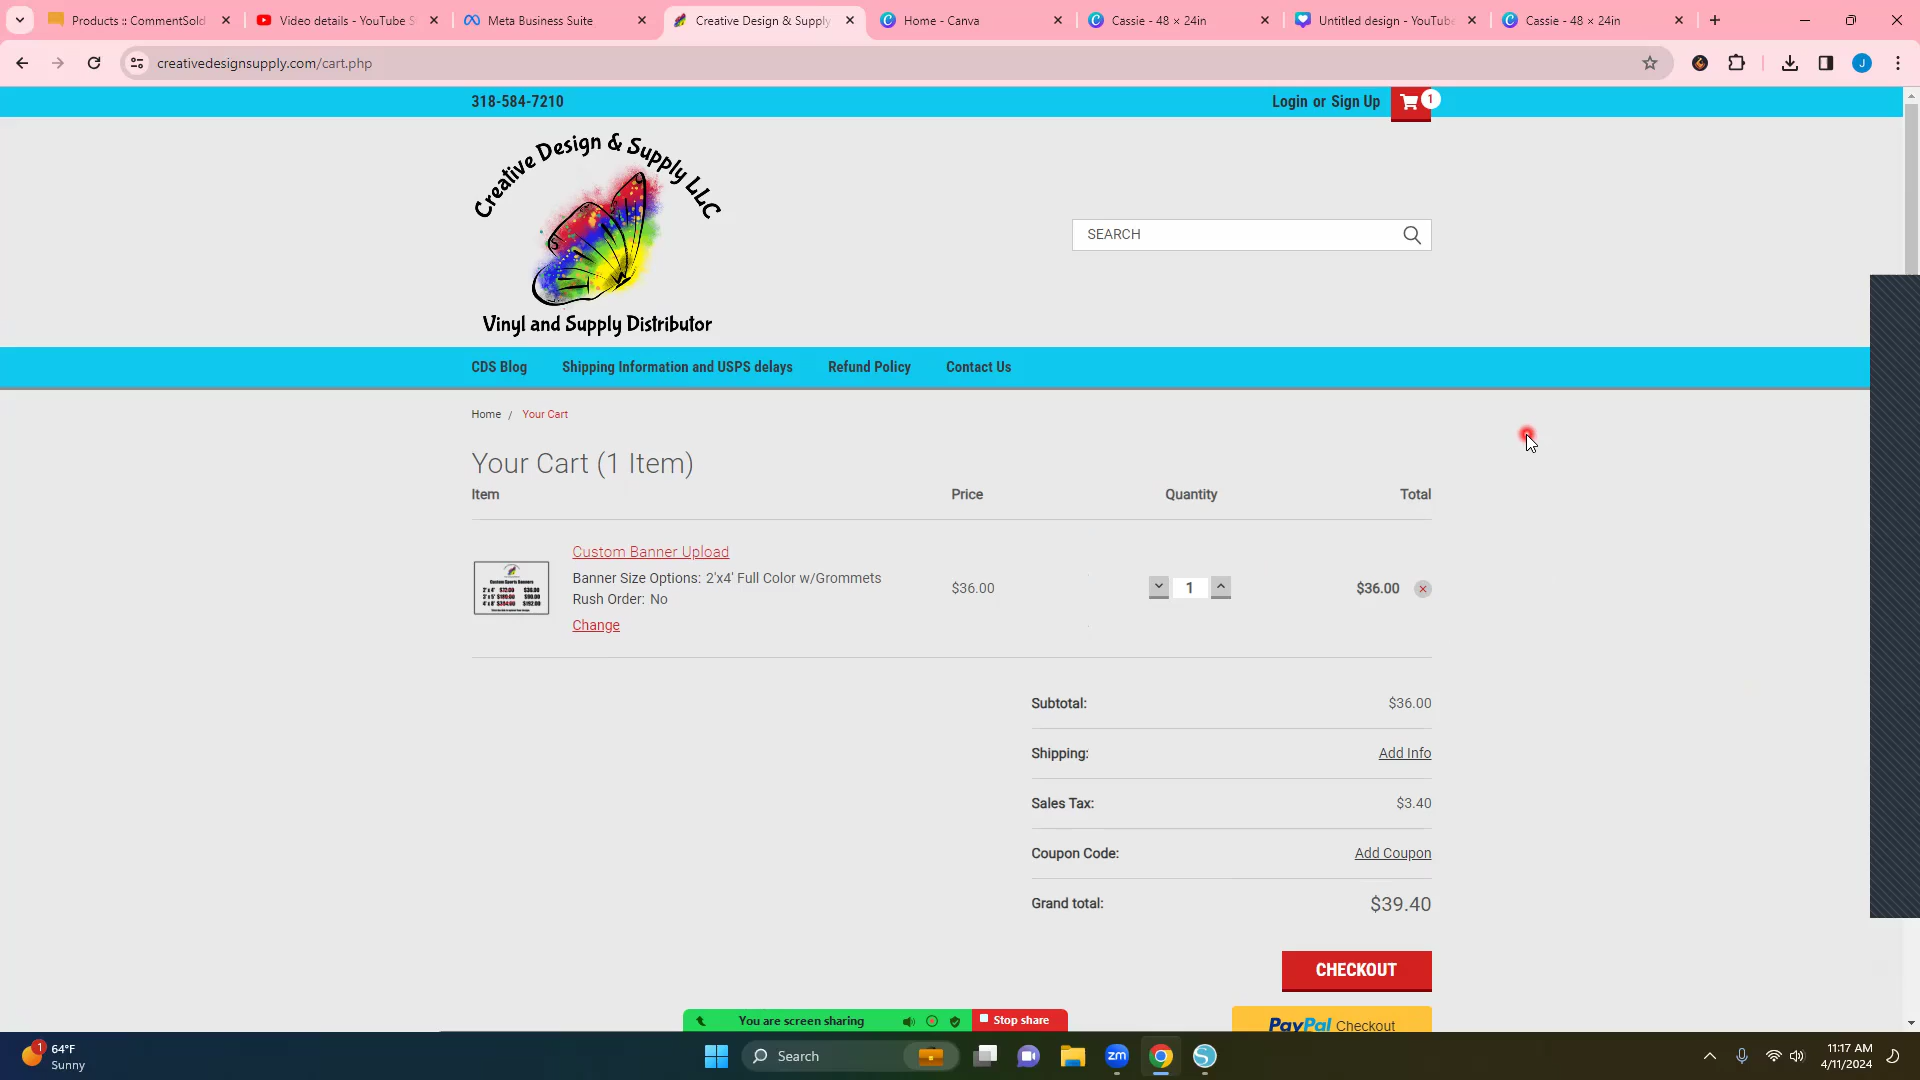 Products :: CommentSold
Video details - YouTube S
Meta Business Suite
Creative Design & Supply
Home - Canva
Cassie - 48 × 24in
Untitled design - YouTube
Cassie - 48 × 24in
creativedesignsupply.com/cart.php
J
318-584-7210
Login or Sign Up
1
Creative Design & Supply LLC
Vinyl and Supply Distributor
SEARCH
CDS Blog
Shipping Information and USPS delays
Refund Policy
Contact Us
Home / Your Cart
Your Cart (1 Item)
Item Price Quantity Total
Custom Banner Upload
Banner Size Options: 2'x4' Full Color w/Grommets
Rush Order: No
Change
$36.00
1
$36.00
Custom Sports Banners
Subtotal: $36.00
Shipping: Add Info
Sales Tax: $3.40
Coupon Code: Add Coupon
Grand total: $39.40
CHECKOUT
PayPal Checkout
You are screen sharing
Stop share
1
64°F
Sunny
Search
zm
11:17 AM
4/11/2024